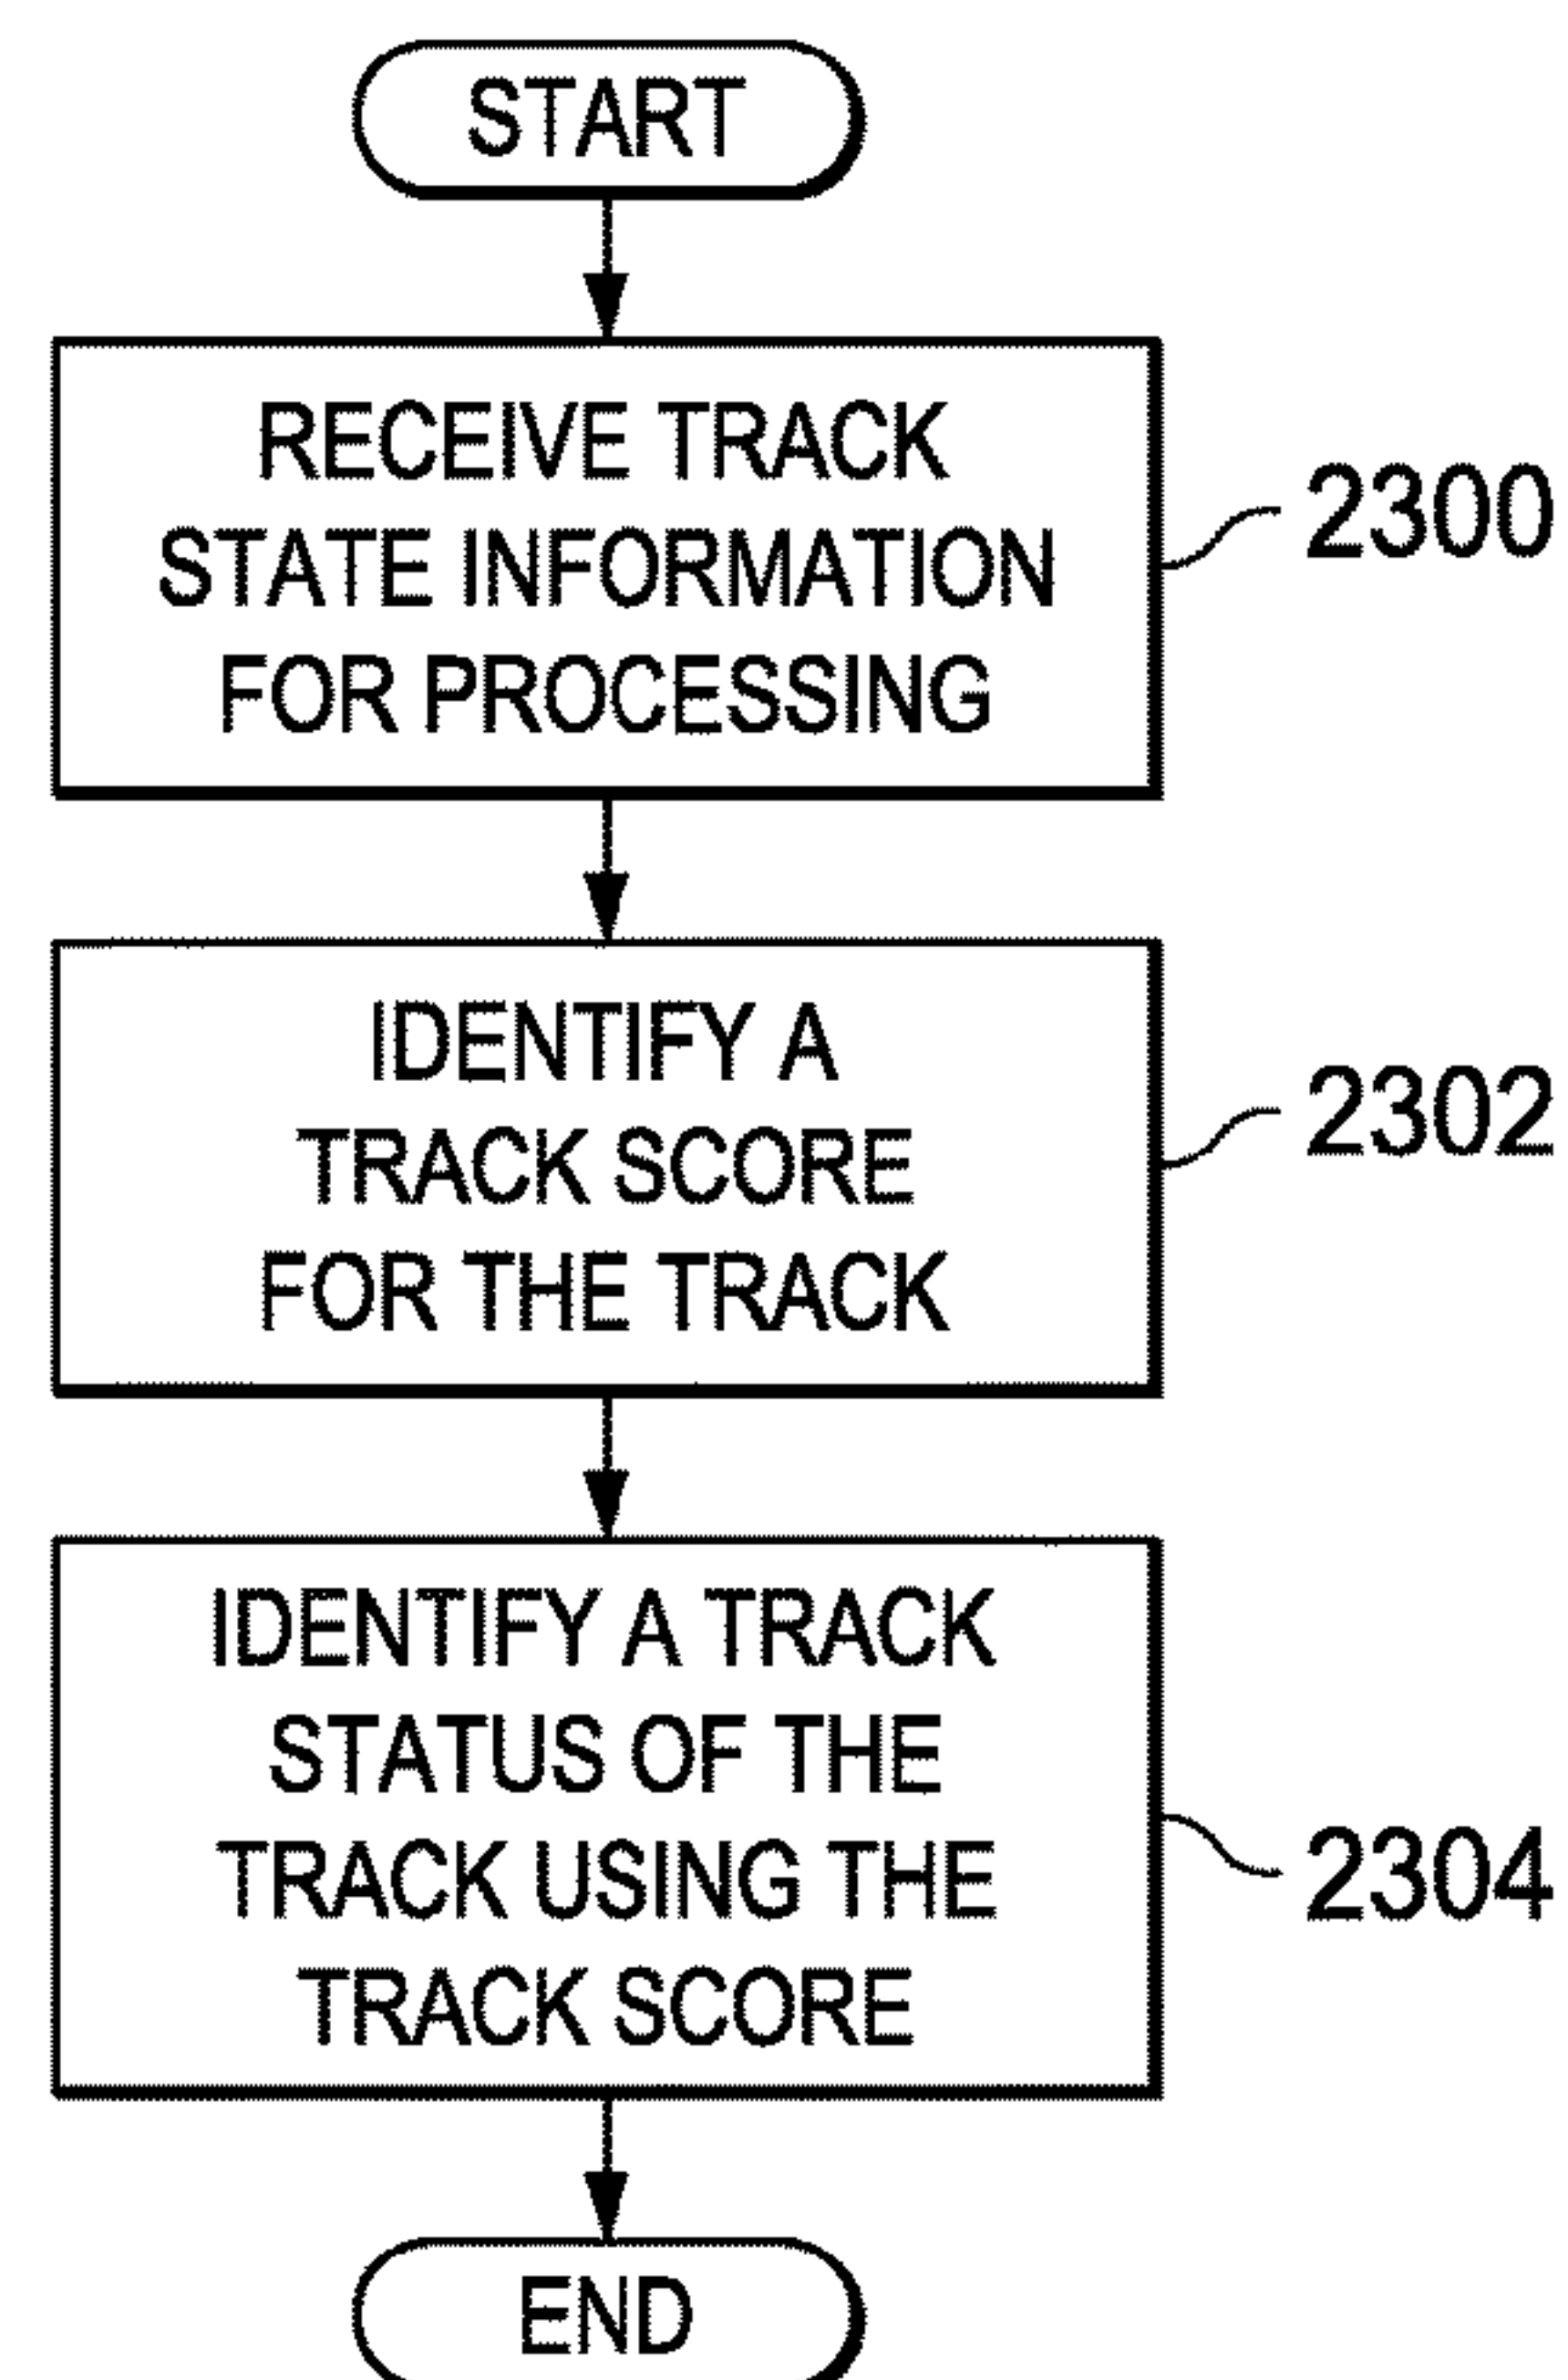 START
RECEIVE TRACK
STATE INFORMATION
FOR PROCESSING
2300
IDENTIFY A
TRACK SCORE
FOR THE TRACK
2302
IDENTIFY A TRACK
STATUS OF THE
TRACK USING THE
TRACK SCORE
2304
END